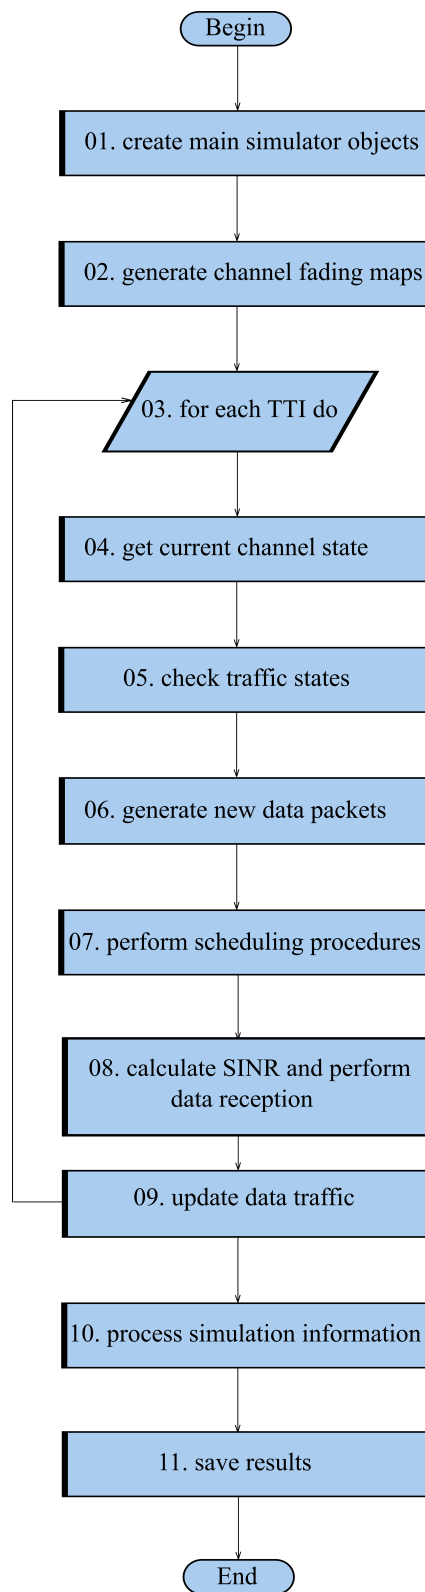 Begin
01. create main simulator objects
02. generate channel fading maps
03. for each TTI do
04. get current channel state
05. check traffic states
06. generate new data packets
07. perform scheduling procedures
08. calculate SINR and perform
data reception
09. update data traffic
10. process simulation information
11. save results
End